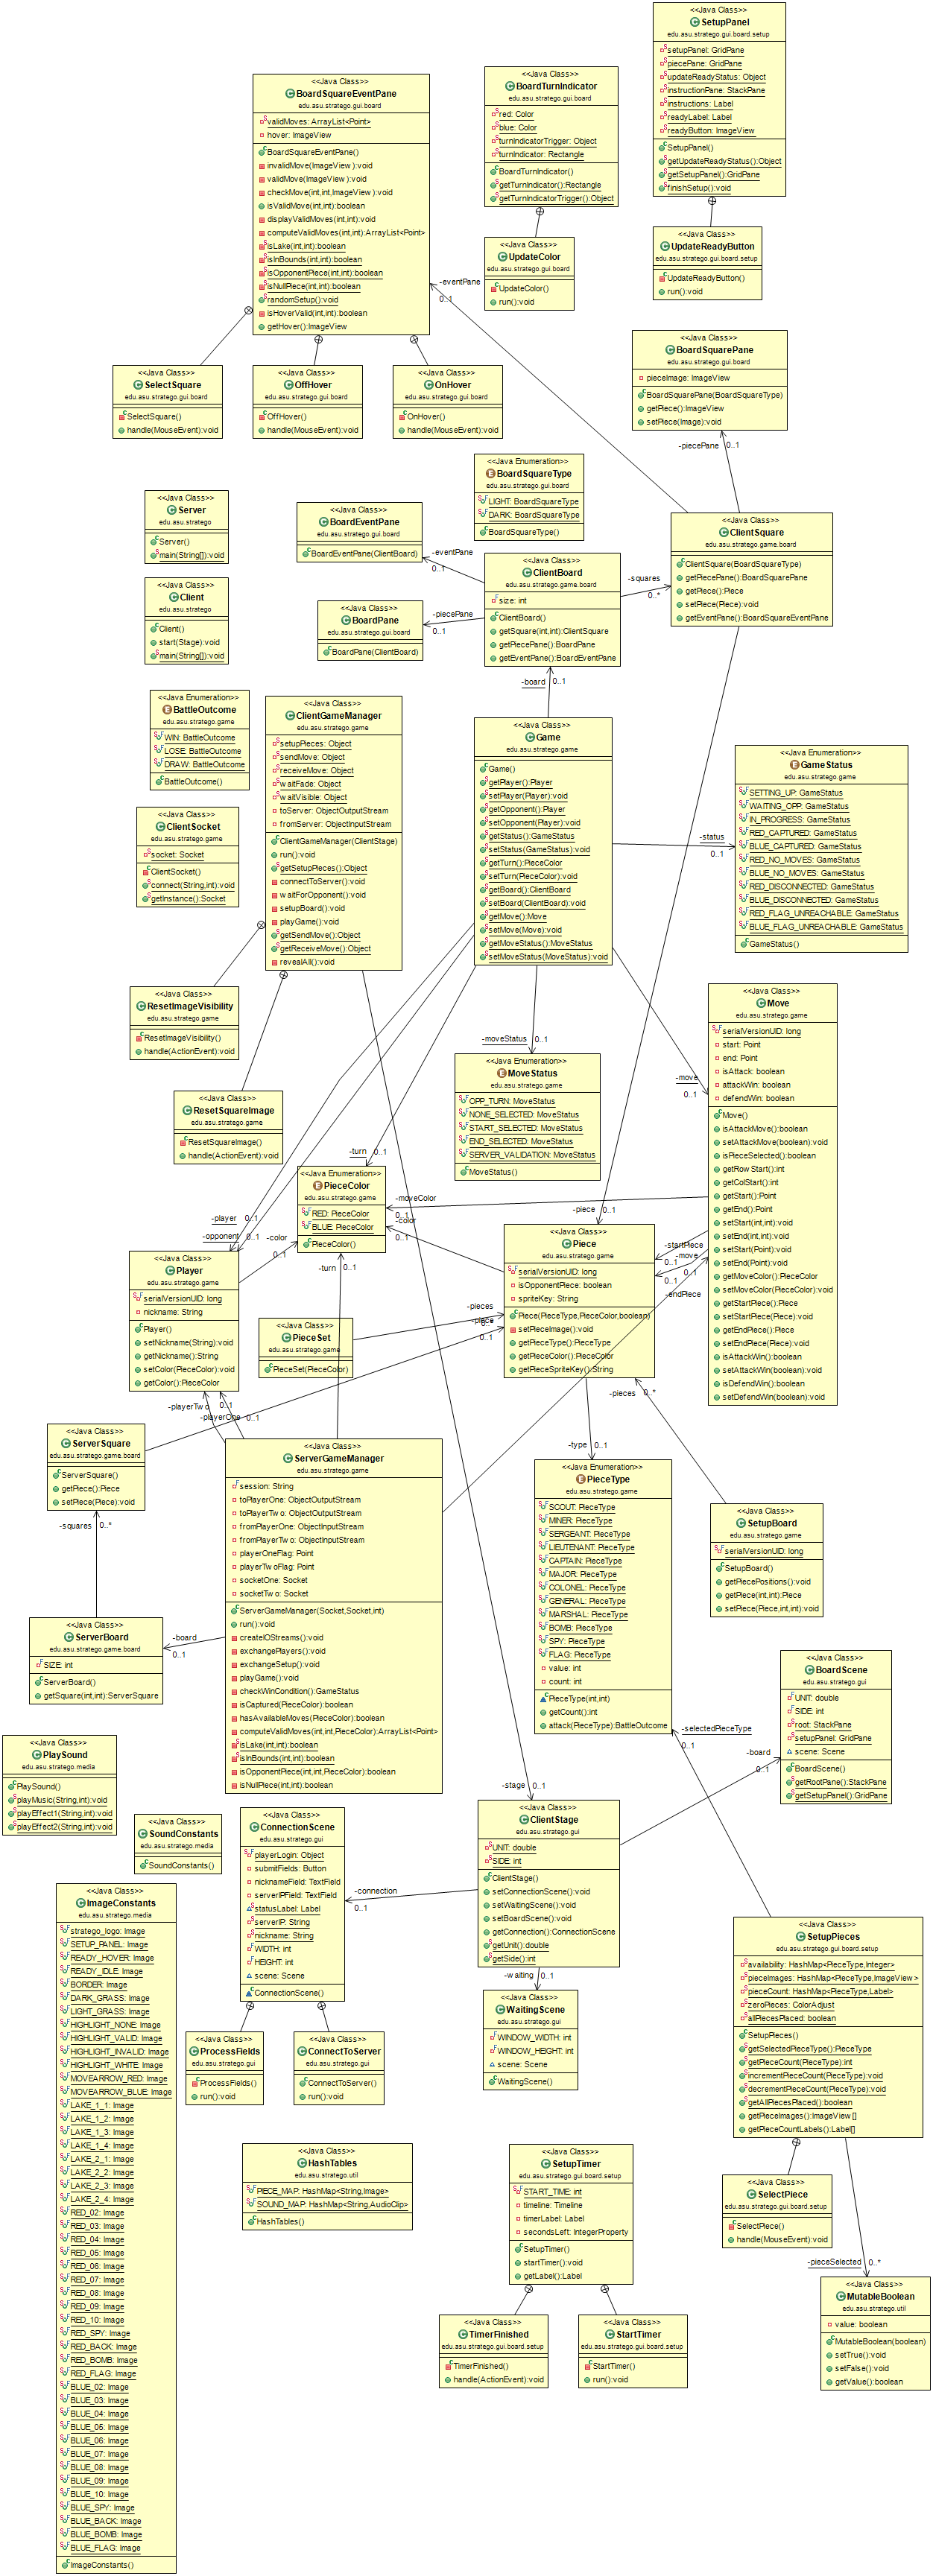 <<Java Class>>
SetupPanel
edu.asu.stratego.gui.board.setup
setupPanel: GridPane
piecePane: GridPane
updateReadyStatus: Object
instructionPane: StackPane
instructions: Label
readyLabel: Label
readyButton: ImageView
SetupPanel()
getUpdateReadyStatus():Object
getSetupPanel():GridPane
finishSetup():void
<<Java Class>>
BoardSquareEventPane
edu.asu.stratego.gui.board
validMoves: ArrayList<Point>
hover: ImageView
BoardSquareEventPane()
invalidMove(ImageView):void
validMove(ImageView):void
checkMove(int,int,ImageView):void
isValidMove(int,int):boolean
displayValidMoves(int,int):void
computeValidMoves(int,int):ArrayList<Point>
isLake(int,int):boolean
isInBounds(int,int):boolean
isOpponentPiece(int,int):boolean
isNullPiece(int,int):boolean
randomSetup():void
isHoverValid(int,int):boolean
getHover():ImageView
<<Java Class>>
BoardTurnIndicator
edu.asu.stratego.gui.board
red: Color
blue: Color
turnIndicatorTrigger: Object
turnIndicator: Rectangle
BoardTurnIndicator()
getTurnIndicator():Rectangle
getTurnIndicatorTrigger():Object
<<Java Class>>
UpdateColor
edu.asu.stratego.gui.board
UpdateColor()
run():void
<<Java Class>>
UpdateReadyButton
edu.asu.stratego.gui.board.setup
UpdateReadyButton()
run():void
-eventPane
0..1
<<Java Class>>
BoardSquarePane
edu.asu.stratego.gui.board
pieceImage: ImageView
BoardSquarePane(BoardSquareType)
getPiece():ImageView
setPiece(Image):void
-piecePane
0..1
<<Java Class>>
SelectSquare
edu.asu.stratego.gui.board
SelectSquare()
handle(MouseEvent):void
<<Java Class>>
OffHover
edu.asu.stratego.gui.board
OffHover()
handle(MouseEvent):void
<<Java Class>>
OnHover
edu.asu.stratego.gui.board
OnHover()
handle(MouseEvent):void
<<Java Enumeration>>
BoardSquareType
edu.asu.stratego.gui.board
LIGHT: BoardSquareType
DARK: BoardSquareType
BoardSquareType()
<<Java Class>>
Server
edu.asu.stratego
Server()
main(String[]):void
<<Java Class>>
BoardEventPane
edu.asu.stratego.gui.board
BoardEventPane(ClientBoard)
-eventPane
0..1
<<Java Class>>
ClientBoard
edu.asu.stratego.game.board
size: int
ClientBoard()
getSquare(int,int):ClientSquare
getPiecePane():BoardPane
getEventPane():BoardEventPane
-squares
0..*
<<Java Class>>
ClientSquare
edu.asu.stratego.game.board
ClientSquare(BoardSquareType)
getPiecePane():BoardSquarePane
getPiece():Piece
setPiece(Piece):void
getEventPane():BoardSquareEventPane
<<Java Class>>
Client
edu.asu.stratego
Client()
start(Stage):void
main(String[]):void
<<Java Class>>
BoardPane
edu.asu.stratego.gui.board
BoardPane(ClientBoard)
-piecePane
0..1
-board
0..1
<<Java Enumeration>>
BattleOutcome
edu.asu.stratego.game
WIN: BattleOutcome
LOSE: BattleOutcome
DRAW: BattleOutcome
BattleOutcome()
<<Java Class>>
ClientGameManager
edu.asu.stratego.game
setupPieces: Object
sendMove: Object
receiveMove: Object
waitFade: Object
waitVisible: Object
toServer: ObjectOutputStream
fromServer: ObjectInputStream
ClientGameManager(ClientStage)
run():void
getSetupPieces():Object
connectToServer():void
waitForOpponent():void
setupBoard():void
playGame():void
getSendMove():Object
getReceiveMove():Object
revealAll():void
<<Java Class>>
Game
edu.asu.stratego.game
Game()
getPlayer():Player
setPlayer(Player):void
getOpponent():Player
setOpponent(Player):void
getStatus():GameStatus
setStatus(GameStatus):void
getTurn():PieceColor
setTurn(PieceColor):void
getBoard():ClientBoard
setBoard(ClientBoard):void
getMove():Move
setMove(Move):void
getMoveStatus():MoveStatus
setMoveStatus(MoveStatus):void
-status
0..1
<<Java Enumeration>>
GameStatus
edu.asu.stratego.game
SETTING_UP: GameStatus
WAITING_OPP: GameStatus
IN_PROGRESS: GameStatus
RED_CAPTURED: GameStatus
BLUE_CAPTURED: GameStatus
RED_NO_MOVES: GameStatus
BLUE_NO_MOVES: GameStatus
RED_DISCONNECTED: GameStatus
BLUE_DISCONNECTED: GameStatus
RED_FLAG_UNREACHABLE: GameStatus
BLUE_FLAG_UNREACHABLE: GameStatus
GameStatus()
<<Java Class>>
ClientSocket
edu.asu.stratego.game
socket: Socket
ClientSocket()
connect(String,int):void
getInstance():Socket
<<Java Class>>
ResetImageVisibility
edu.asu.stratego.game
ResetImageVisibility()
handle(ActionEvent):void
<<Java Class>>
ResetSquareImage
edu.asu.stratego.game
ResetSquareImage()
handle(ActionEvent):void
-moveStatus
0..1
<<Java Enumeration>>
MoveStatus
edu.asu.stratego.game
OPP_TURN: MoveStatus
NONE_SELECTED: MoveStatus
START_SELECTED: MoveStatus
END_SELECTED: MoveStatus
SERVER_VALIDATION: MoveStatus
MoveStatus()
-move
0..1
<<Java Class>>
Move
edu.asu.stratego.game
serialVersionUID: long
start: Point
end: Point
isAttack: boolean
attackWin: boolean
defendWin: boolean
Move()
isAttackMove():boolean
setAttackMove(boolean):void
isPieceSelected():boolean
getRowStart():int
getColStart():int
getStart():Point
getEnd():Point
setStart(int,int):void
setEnd(int,int):void
setStart(Point):void
setEnd(Point):void
getMoveColor():PieceColor
setMoveColor(PieceColor):void
getStartPiece():Piece
setStartPiece(Piece):void
getEndPiece():Piece
setEndPiece(Piece):void
isAttackWin():boolean
setAttackWin(boolean):void
isDefendWin():boolean
setDefendWin(boolean):void
-turn
0..1
<<Java Enumeration>>
PieceColor
edu.asu.stratego.game
RED: PieceColor
BLUE: PieceColor
PieceColor()
-moveColor
0..1
-color
0..1
-piece
0..1
-player
0..1
-opponent
0..1
-color
0..1
-turn
0..1
<<Java Class>>
Player
edu.asu.stratego.game
serialVersionUID: long
nickname: String
Player()
setNickname(String):void
getNickname():String
setColor(PieceColor):void
getColor():PieceColor
<<Java Class>>
Piece
edu.asu.stratego.game
serialVersionUID: long
isOpponentPiece: boolean
spriteKey: String
Piece(PieceType,PieceColor,boolean)
setPieceImage():void
getPieceType():PieceType
getPieceColor():PieceColor
getPieceSpriteKey():String
-startPiece
0..1
-move
0..1
0..1
-endPiece
<<Java Class>>
PieceSet
edu.asu.stratego.game
PieceSet(PieceColor)
-pieces
-piece
0..1
-playerTwo
0..1
-playerOne
0..1
-pieces
0..*
-type
0..1
<<Java Class>>
ServerSquare
edu.asu.stratego.game.board
ServerSquare()
getPiece():Piece
setPiece(Piece):void
-squares
0..*
<<Java Class>>
ServerGameManager
edu.asu.stratego.game
session: String
toPlayerOne: ObjectOutputStream
toPlayerTwo: ObjectOutputStream
fromPlayerOne: ObjectInputStream
fromPlayerTwo: ObjectInputStream
playerOneFlag: Point
playerTwoFlag: Point
socketOne: Socket
socketTwo: Socket
ServerGameManager(Socket,Socket,int)
run():void
createIOStreams():void
exchangePlayers():void
exchangeSetup():void
playGame():void
checkWinCondition():GameStatus
isCaptured(PieceColor):boolean
hasAvailableMoves(PieceColor):boolean
computeValidMoves(int,int,PieceColor):ArrayList<Point>
isLake(int,int):boolean
isInBounds(int,int):boolean
isOpponentPiece(int,int,PieceColor):boolean
isNullPiece(int,int):boolean
<<Java Enumeration>>
PieceType
edu.asu.stratego.game
SCOUT: PieceType
MINER: PieceType
SERGEANT: PieceType
LIEUTENANT: PieceType
CAPTAIN: PieceType
MAJOR: PieceType
COLONEL: PieceType
GENERAL: PieceType
MARSHAL: PieceType
BOMB: PieceType
SPY: PieceType
FLAG: PieceType
value: int
count: int
PieceType(int,int)
getCount():int
attack(PieceType):BattleOutcome
<<Java Class>>
SetupBoard
edu.asu.stratego.game
serialVersionUID: long
SetupBoard()
getPiecePositions():void
getPiece(int,int):Piece
setPiece(Piece,int,int):void
<<Java Class>>
ServerBoard
edu.asu.stratego.game.board
SIZE: int
ServerBoard()
getSquare(int,int):ServerSquare
-board
0..1
<<Java Class>>
BoardScene
edu.asu.stratego.gui
UNIT: double
SIDE: int
root: StackPane
setupPanel: GridPane
scene: Scene
BoardScene()
getRootPane():StackPane
getSetupPanel():GridPane
-selectedPieceType
0..1
-board
0..1
<<Java Class>>
PlaySound
edu.asu.stratego.media
PlaySound()
playMusic(String,int):void
playEffect1(String,int):void
playEffect2(String,int):void
-stage
0..1
<<Java Class>>
SoundConstants
edu.asu.stratego.media
SoundConstants()
<<Java Class>>
ConnectionScene
edu.asu.stratego.gui
playerLogin: Object
submitFields: Button
nicknameField: TextField
serverIPField: TextField
statusLabel: Label
serverIP: String
nickname: String
WIDTH: int
HEIGHT: int
scene: Scene
ConnectionScene()
-connection
0..1
<<Java Class>>
ClientStage
edu.asu.stratego.gui
UNIT: double
SIDE: int
ClientStage()
setConnectionScene():void
setWaitingScene():void
setBoardScene():void
getConnection():ConnectionScene
getUnit():double
getSide():int
-waiting
0..1
<<Java Class>>
ImageConstants
edu.asu.stratego.media
stratego_logo: Image
SETUP_PANEL: Image
READY_HOVER: Image
READY_IDLE: Image
BORDER: Image
DARK_GRASS: Image
LIGHT_GRASS: Image
HIGHLIGHT_NONE: Image
HIGHLIGHT_VALID: Image
HIGHLIGHT_INVALID: Image
HIGHLIGHT_WHITE: Image
MOVEARROW_RED: Image
MOVEARROW_BLUE: Image
LAKE_1_1: Image
LAKE_1_2: Image
LAKE_1_3: Image
LAKE_1_4: Image
LAKE_2_1: Image
LAKE_2_2: Image
LAKE_2_3: Image
LAKE_2_4: Image
RED_02: Image
RED_03: Image
RED_04: Image
RED_05: Image
RED_06: Image
RED_07: Image
RED_08: Image
RED_09: Image
RED_10: Image
RED_SPY: Image
RED_BACK: Image
RED_BOMB: Image
RED_FLAG: Image
BLUE_02: Image
BLUE_03: Image
BLUE_04: Image
BLUE_05: Image
BLUE_06: Image
BLUE_07: Image
BLUE_08: Image
BLUE_09: Image
BLUE_10: Image
BLUE_SPY: Image
BLUE_BACK: Image
BLUE_BOMB: Image
BLUE_FLAG: Image
ImageConstants()
<<Java Class>>
SetupPieces
edu.asu.stratego.gui.board.setup
availability: HashMap<PieceType,Integer>
pieceImages: HashMap<PieceType,ImageView>
pieceCount: HashMap<PieceType,Label>
zeroPieces: ColorAdjust
allPiecesPlaced: boolean
SetupPieces()
getSelectedPieceType():PieceType
getPieceCount(PieceType):int
incrementPieceCount(PieceType):void
decrementPieceCount(PieceType):void
getAllPiecesPlaced():boolean
getPieceImages():ImageView[]
getPieceCountLabels():Label[]
<<Java Class>>
WaitingScene
edu.asu.stratego.gui
WINDOW_WIDTH: int
WINDOW_HEIGHT: int
scene: Scene
WaitingScene()
<<Java Class>>
ProcessFields
edu.asu.stratego.gui
ProcessFields()
run():void
<<Java Class>>
ConnectToServer
edu.asu.stratego.gui
ConnectToServer()
run():void
<<Java Class>>
HashTables
edu.asu.stratego.util
PIECE_MAP: HashMap<String,Image>
SOUND_MAP: HashMap<String,AudioClip>
HashTables()
<<Java Class>>
SetupTimer
edu.asu.stratego.gui.board.setup
START_TIME: int
timeline: Timeline
timerLabel: Label
secondsLeft: IntegerProperty
SetupTimer()
startTimer():void
getLabel():Label
<<Java Class>>
SelectPiece
edu.asu.stratego.gui.board.setup
SelectPiece()
handle(MouseEvent):void
-pieceSelected
0..*
<<Java Class>>
MutableBoolean
edu.asu.stratego.util
value: boolean
MutableBoolean(boolean)
setTrue():void
setFalse():void
getValue():boolean
<<Java Class>>
TimerFinished
edu.asu.stratego.gui.board.setup
TimerFinished()
handle(ActionEvent):void
<<Java Class>>
StartTimer
edu.asu.stratego.gui.board.setup
StartTimer()
run():void